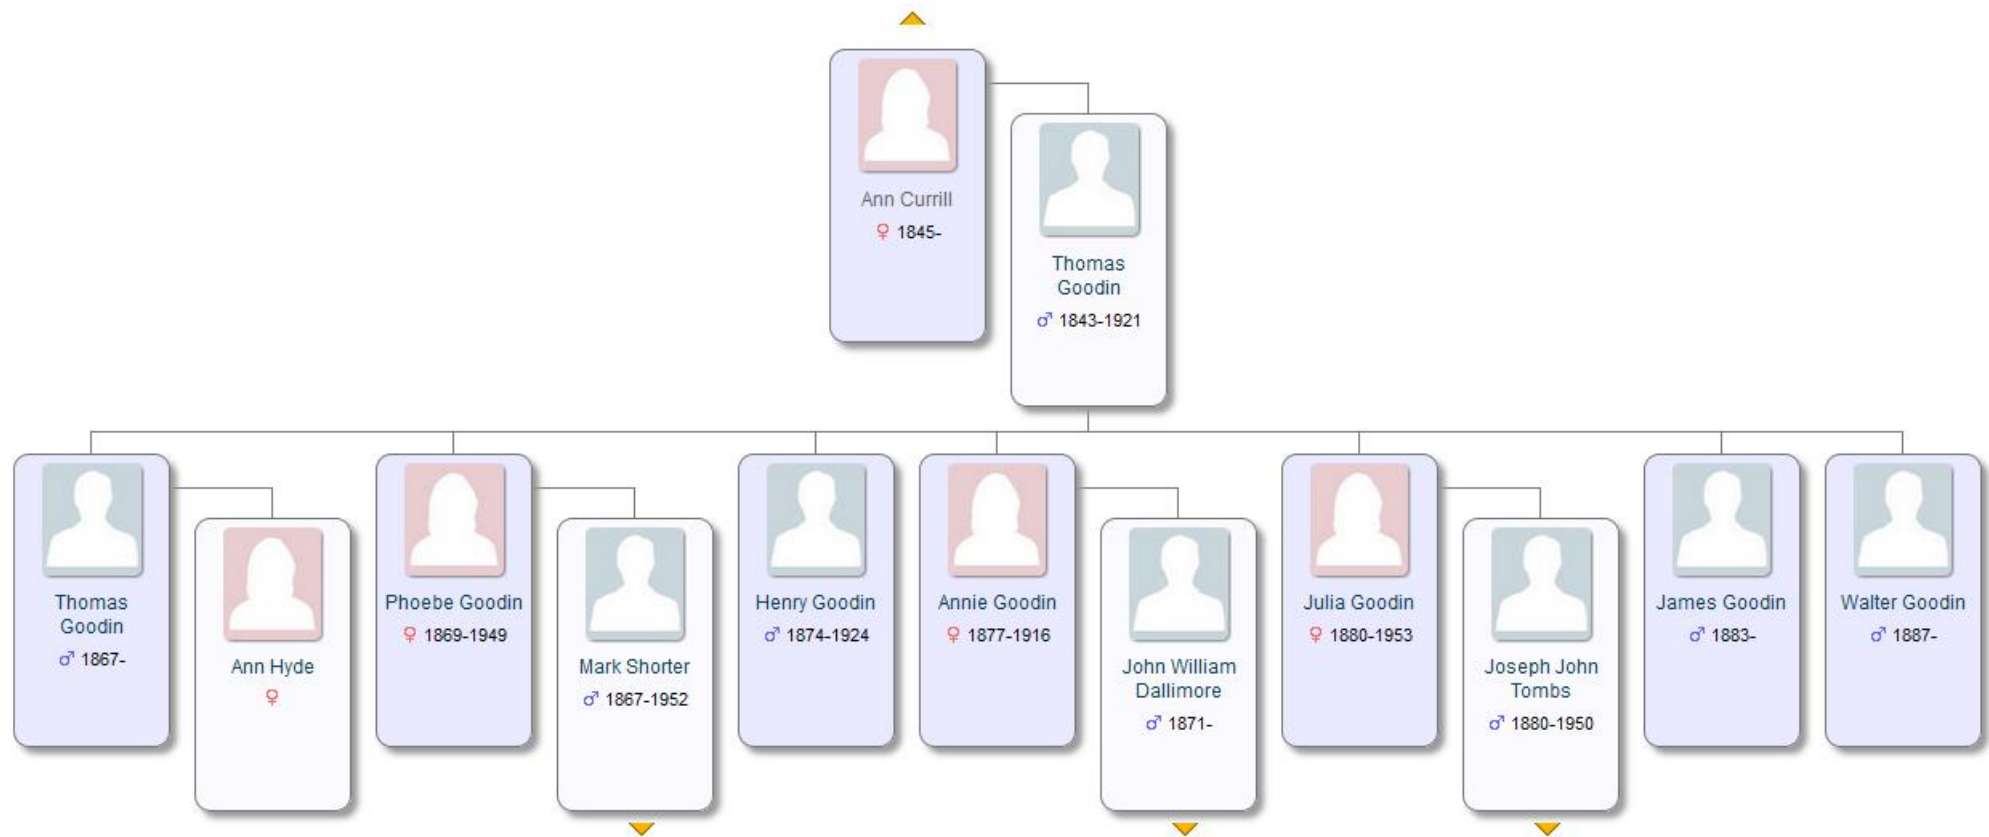 Ann Currill
♀ 1845-
Thomas
Goodin
♂ 1843-1921
Thomas
Goodin
♂ 1867-
Ann Hyde
♀
Phoebe Goodin
♀ 1869-1949
Mark Shorter
♂ 1867-1952
Henry Goodin
♂ 1874-1924
Annie Goodin
♀ 1877-1916
John William
Dallimore
♂ 1871-
Julia Goodin
♀ 1880-1953
Joseph John
Tombs
♂ 1880-1950
James Goodin
♂ 1883-
Walter Goodin
♂ 1887-